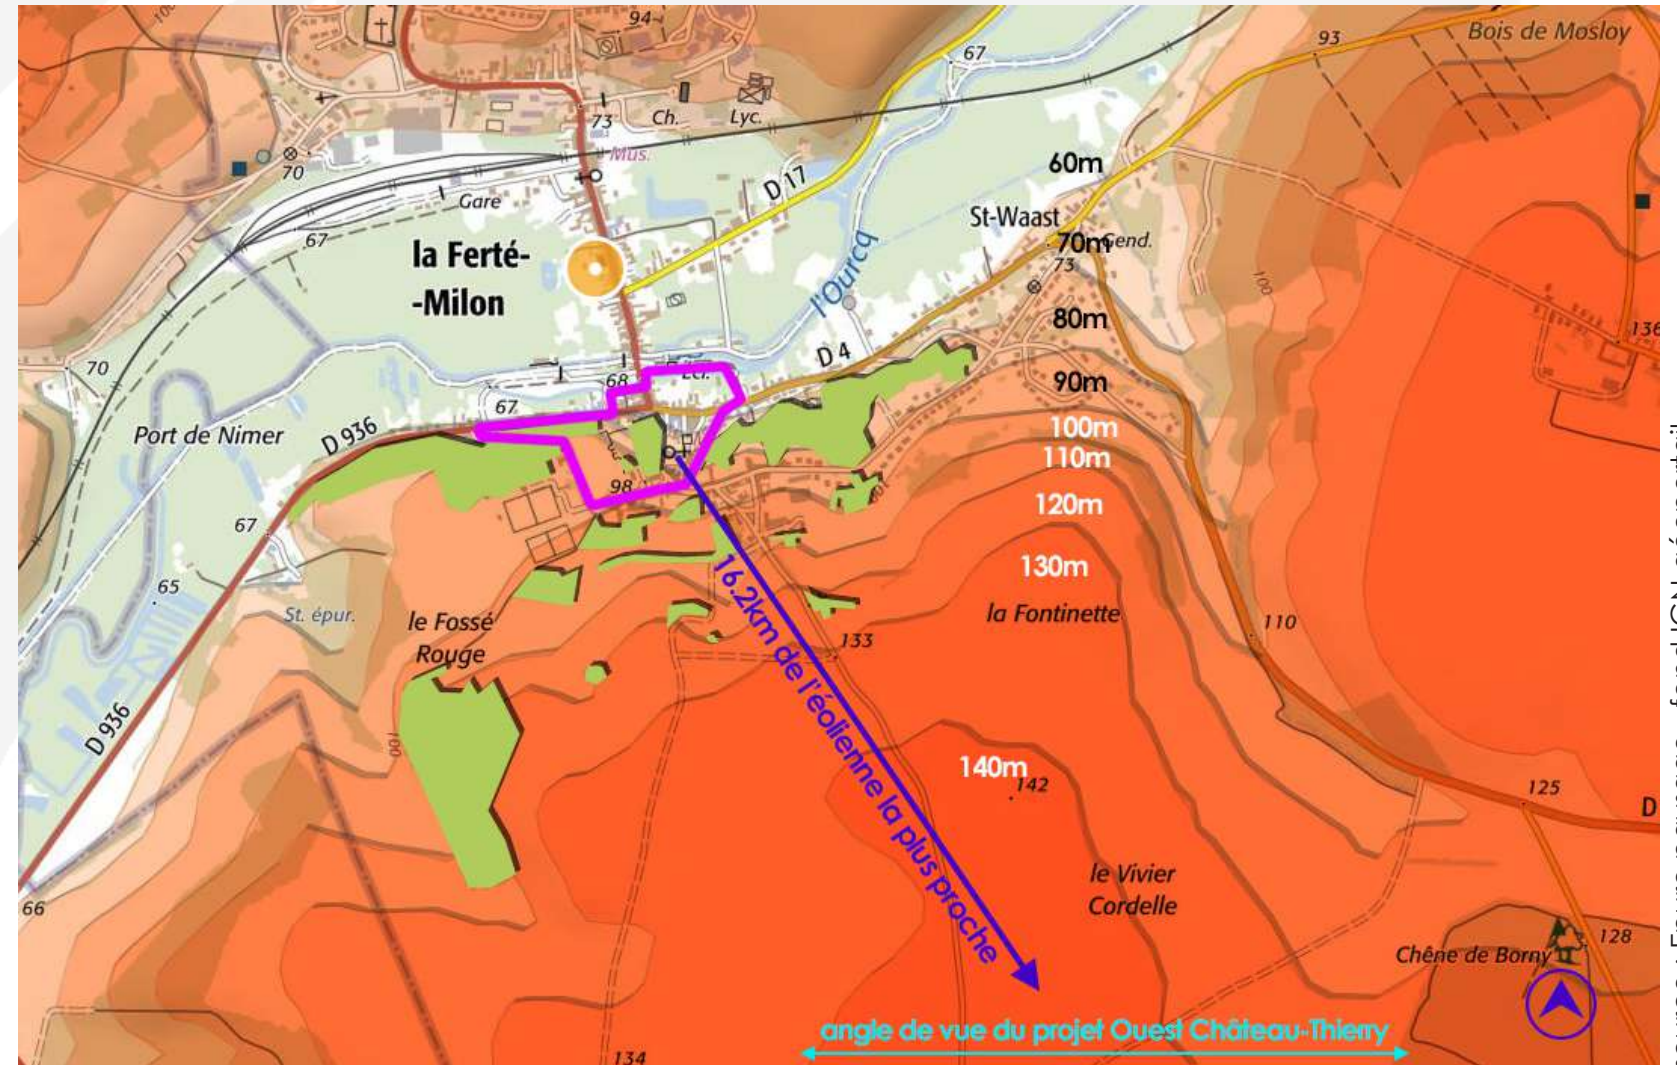 100
94
93
Bois de Mosloy
67
73
Ch.
Lyc.
Mus.
70
Gare
D 17
60m
St-Waast
70m
Gend.
73
67
la Ferté-
-Milon
l'Ourcq
100
80m
136
70
D 4
68
67
90m
Port de Nimer
D 936
100m
110m
98
120m
67
130m
65
St. épur.
le Fossé
Rouge
la Fontinette
110
133
16.2km de l'éolienne la plus proche
D 936
100
140m
142
125
D
le Vivier
Cordelle
66
128
Chêne de Borny
angle de vue du projet Ouest Château-Thierry
134